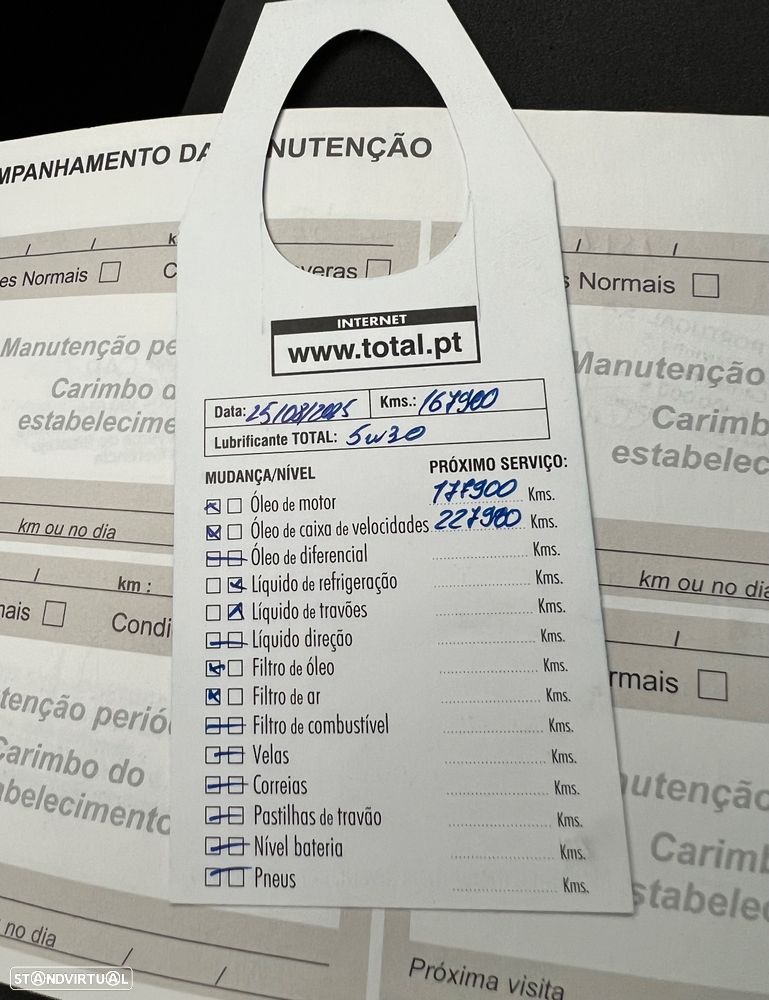 MPANHAMENTO DA NUTENÇÃO
/ / k
es Normais C veras
Manutenção pe
Carimbo d
estabelecime
km ou no dia
/ km :
nais Condi
tenção perió
Carimbo do
abelecimento
no dia / /
/ /
s Normais
Manutenção
Carimb
estabelec
km ou no dia
/
rmais
utenção
Carimb
stabelec
Próxima visita
INTERNET
www.total.pt
Data: 25/08/2025 Kms.: 167900
Lubrificante TOTAL: 5w30
MUDANÇA/NÍVEL PRÓXIMO SERVIÇO:
Óleo de motor 177900 Kms.
Óleo de caixa de velocidades 227900 Kms.
Óleo de diferencial Kms.
Líquido de refrigeração Kms.
Líquido de travões Kms.
Líquido direção Kms.
Filtro de óleo Kms.
Filtro de ar Kms.
Filtro de combustível Kms.
Velas Kms.
Correias Kms.
Pastilhas de travão Kms.
Nível bateria Kms.
Pneus Kms.
STANDVIRTUAL